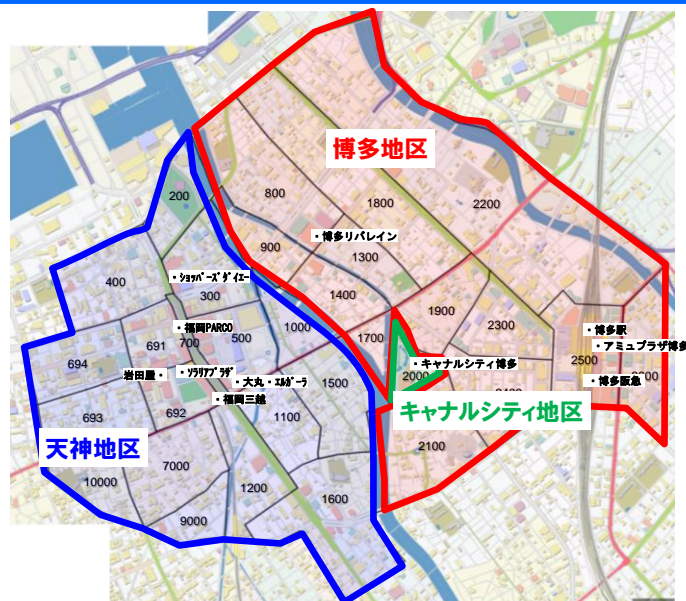 博多地区
200
800
1800
2200
900
・博多リバレイン
1300
400
・ショッパーズダイエー
300
1400
1000
・福岡PARCO
700
500
1700
1900
2300
691
694
・博多駅
・アミュプラザ博多
・キャナルシティ博多
2000
2500
岩田屋・
・ソラリアプラザ
・大丸・エルガーラ
1500
・博多阪急
・福岡三越
692
693
1100
キャナルシティ地区
天神地区
2100
7000
10000
1200
1600
9000